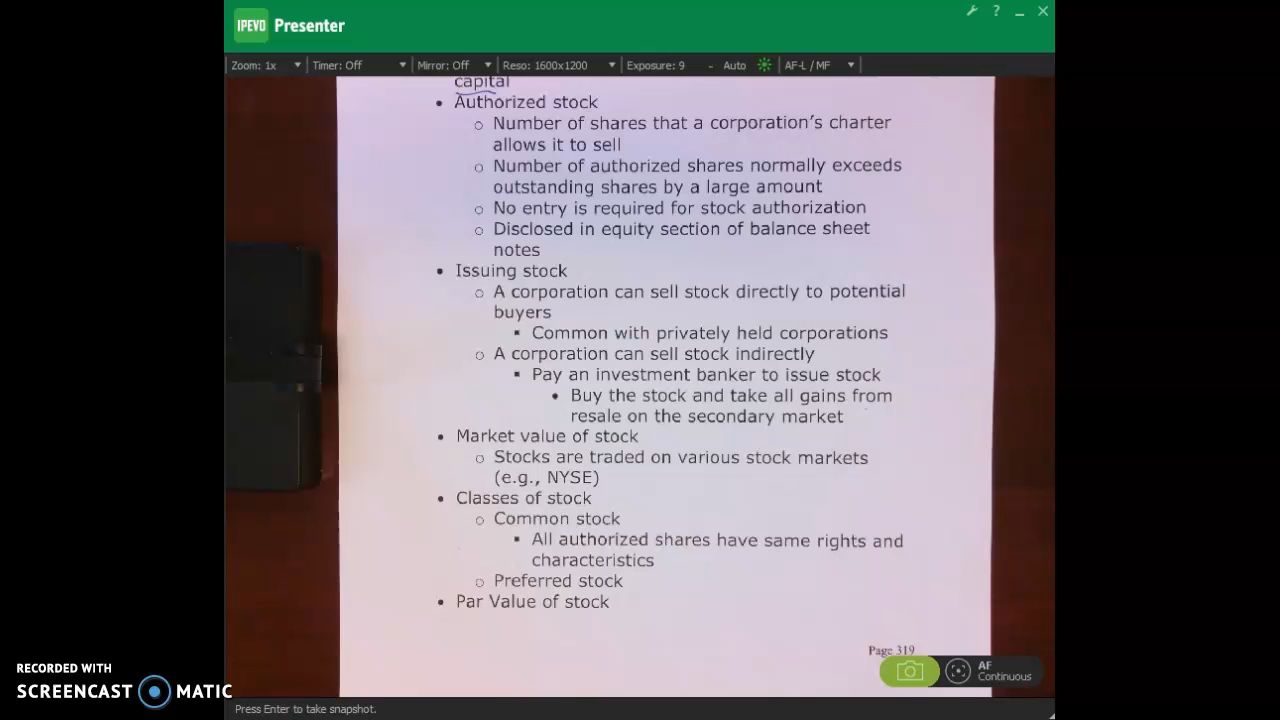 IPEVO Presenter
Zoom: 1x Timer: Off Mirror: Off Reso: 1600x1200 Exposure: 9 - Auto AF-L / MF
capital
• Authorized stock
o Number of shares that a corporation's charter
allows it to sell
o Number of authorized shares normally exceeds
outstanding shares by a large amount
o No entry is required for stock authorization
o Disclosed in equity section of balance sheet
notes
• Issuing stock
o A corporation can sell stock directly to potential
buyers
▪ Common with privately held corporations
o A corporation can sell stock indirectly
▪ Pay an investment banker to issue stock
• Buy the stock and take all gains from
resale on the secondary market
• Market value of stock
o Stocks are traded on various stock markets
(e.g., NYSE)
• Classes of stock
o Common stock
▪ All authorized shares have same rights and
characteristics
o Preferred stock
• Par Value of stock
Page 319
AF
Continuous
RECORDED WITH
SCREENCAST MATIC
Press Enter to take snapshot.